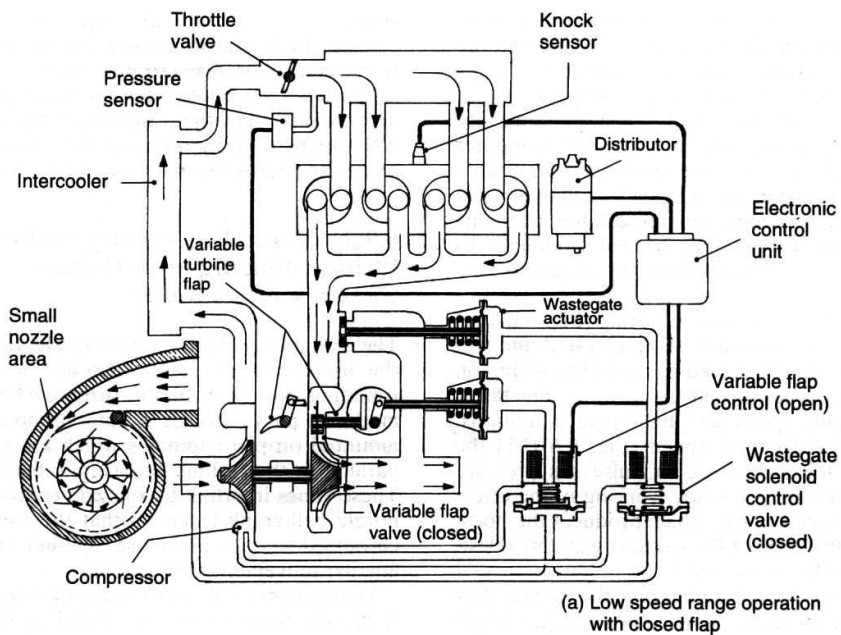 Throttle
valve
Knock
sensor
Pressure
sensor
Distributor
Intercooler
Electronic
control
unit
Variable
turbine
flap
Wastegate
actuator
Small
nozzle
area
Variable flap
control (open)
Wastegate
solenoid
control
valve
(closed)
Variable flap
valve (closed)
Compressor
(a) Low speed range operation
with closed flap